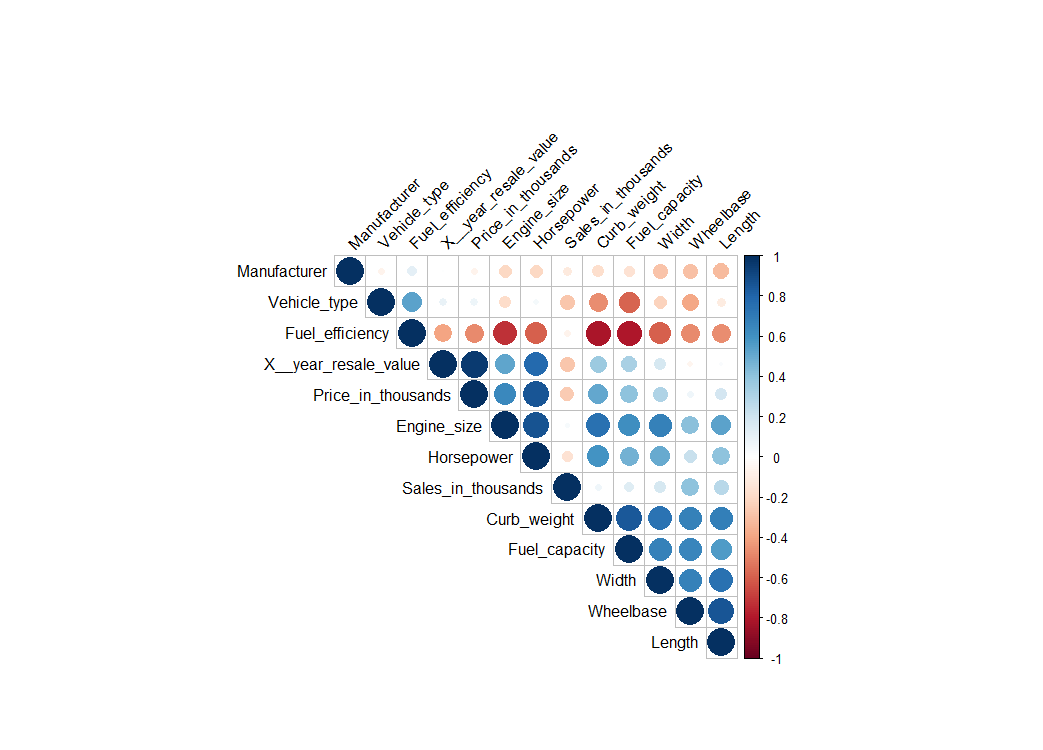 Manufacturer
Vehicle_type
Fuel_efficiency
X__year_resale_value
Price_in_thousands
Engine_size
Horsepower
Sales_in_thousands
Curb_weight
Fuel_capacity
Width
Wheelbase
Length
Manufacturer
Vehicle_type
Fuel_efficiency
X__year_resale_value
Price_in_thousands
Engine_size
Horsepower
Sales_in_thousands
Curb_weight
Fuel_capacity
Width
Wheelbase
Length
1
0.8
0.6
0.4
0.2
0
-0.2
-0.4
-0.6
-0.8
-1